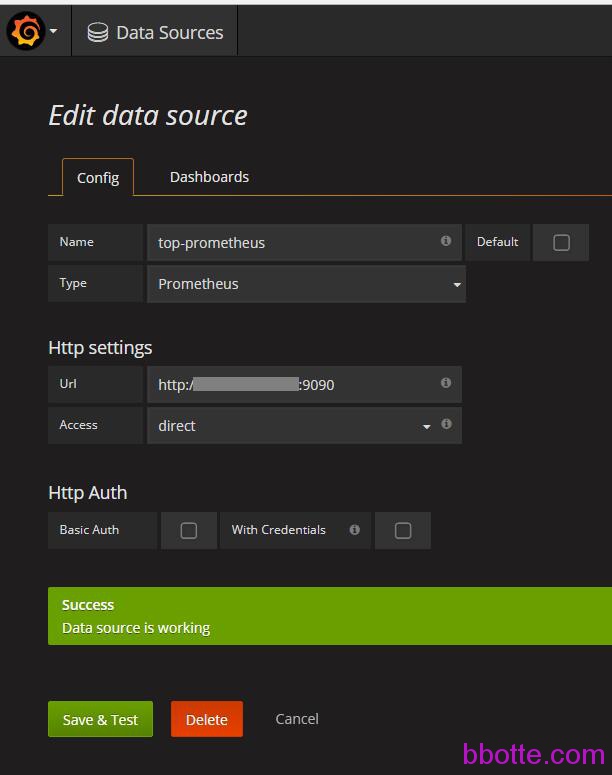 Data Sources
Edit data source
Config Dashboards
Name top-prometheus Default
Type Prometheus
Http settings
Url http:/ :9090
Access direct
Http Auth
Basic Auth With Credentials
Success
Data source is working
Save & Test Delete Cancel
bbotte.com